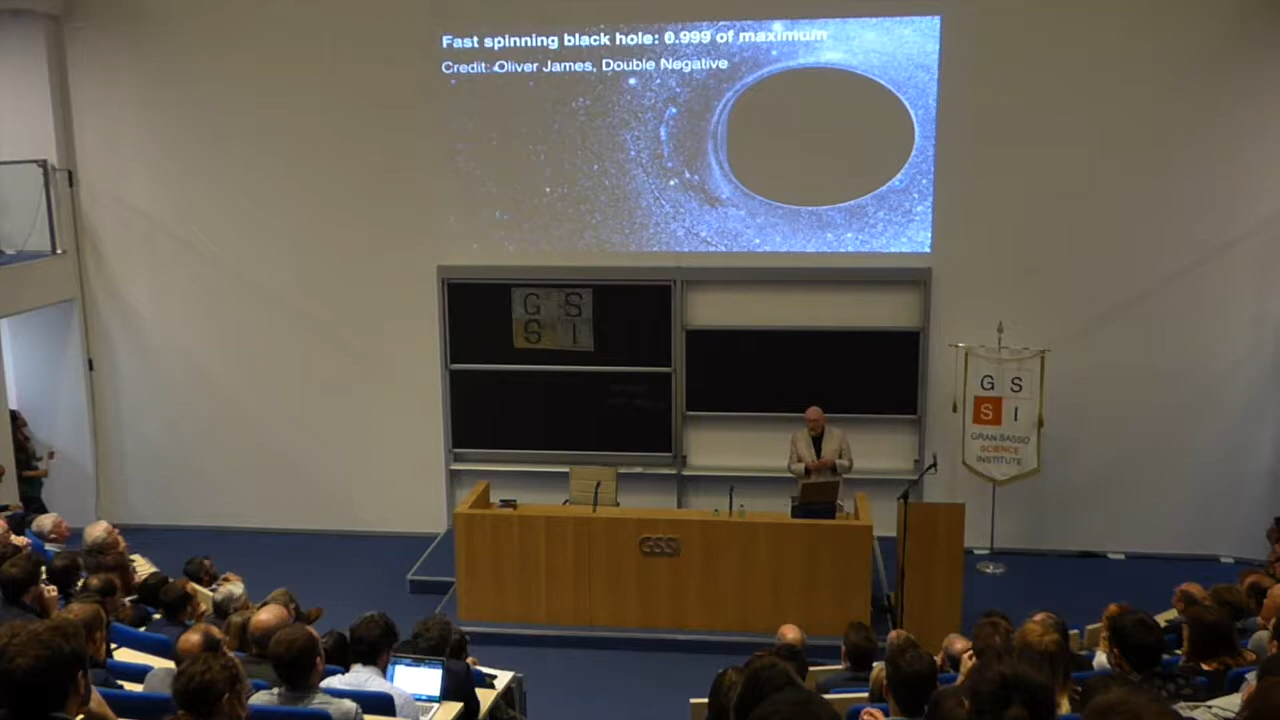 Fast spinning black hole: 0.999 of maximum
Credit: Oliver James, Double Negative
G S
S I
G S
S I
GRAN SASSO
SCIENCE
INSTITUTE
GSSI